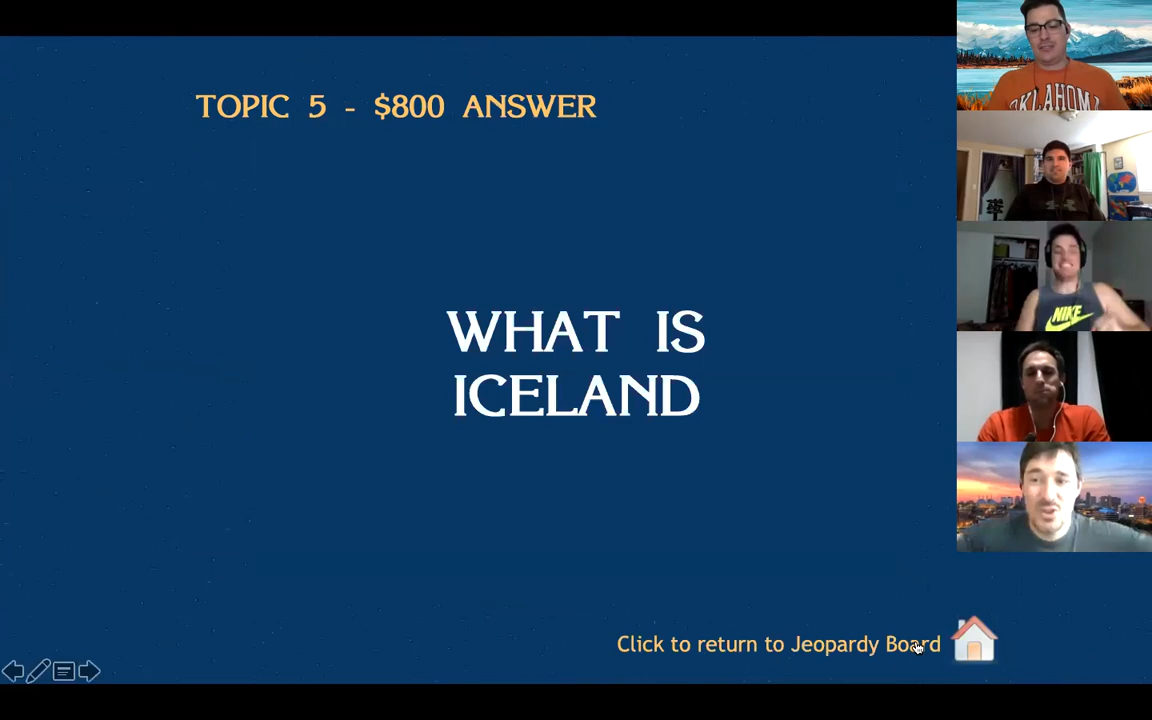 TOPIC 5 - $800 ANSWER
WHAT IS
ICELAND
Click to return to Jeopardy Board
OKLAHOMA
NIKE